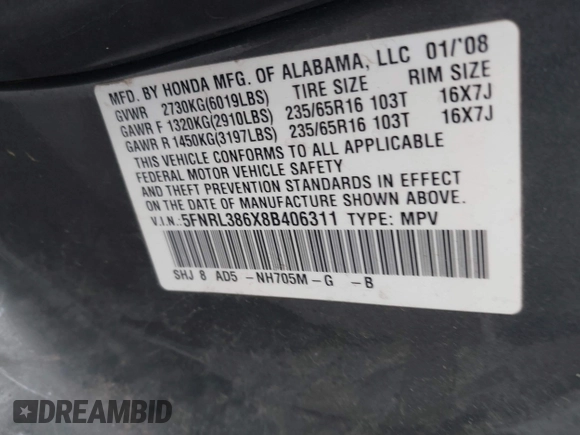 MFD. BY HONDA MFG. OF ALABAMA, LLC 01/'08
GVWR 2730KG(6019LBS) TIRE SIZE RIM SIZE
GAWR F 1320KG(2910LBS) 235/65R16 103T 16X7J
GAWR R 1450KG(3197LBS) 235/65R16 103T 16X7J
THIS VEHICLE CONFORMS TO ALL APPLICABLE
FEDERAL MOTOR VEHICLE SAFETY
AND THEFT PREVENTION STANDARDS IN EFFECT
ON THE DATE OF MANUFACTURE SHOWN ABOVE.
V.I.N.: 5FNRL386X8B406311 TYPE: MPV
SHJ 8 AD5 -NH705M-G -B
DREAMBID